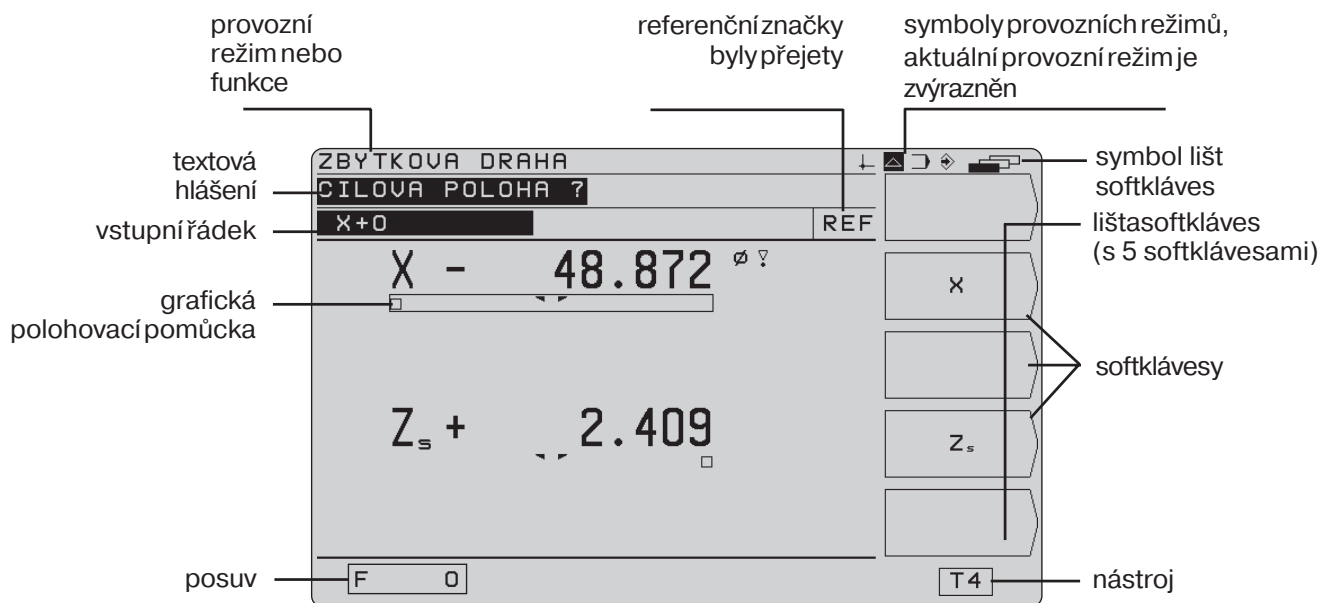 provozní
režim nebo
funkce
referenční značky
byly přejety
symboly provozních režimů,
aktuální provozní režim je
zvýrazněn
textová
hlášení
vstupní řádek
grafická
polohovací pomůcka
posuv
ZBYTKOVA DRAHA
CILOVA POLOHA ?
X+0
REF
X - 48.872 Ø
Zs + 2.409
F 0
X
Zs
T4
symbol lišt
softkláves
lišta softkláves
(s 5 softklávesami)
softklávesy
nástroj